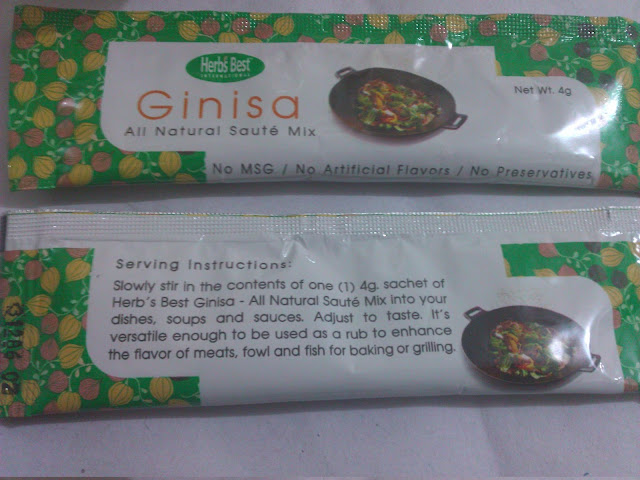 Herb's Best
INTERNATIONAL
Ginisa
All Natural Sauté Mix
Net Wt. 4g
No MSG / No Artificial Flavors / No Preservatives
Serving Instructions:
Slowly stir in the contents of one (1) 4g. sachet of
Herb's Best Ginisa - All Natural Sauté Mix into your
dishes, soups and sauces. Adjust to taste. It's
versatile enough to be used as a rub to enhance
the flavor of meats, fowl and fish for baking or grilling.